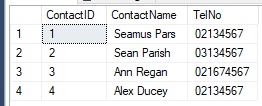 ContactID ContactName TelNo
1 1 Seamus Pars 02134567
2 2 Sean Parish 03134567
3 3 Ann Regan 021674567
4 4 Alex Ducey 02134567